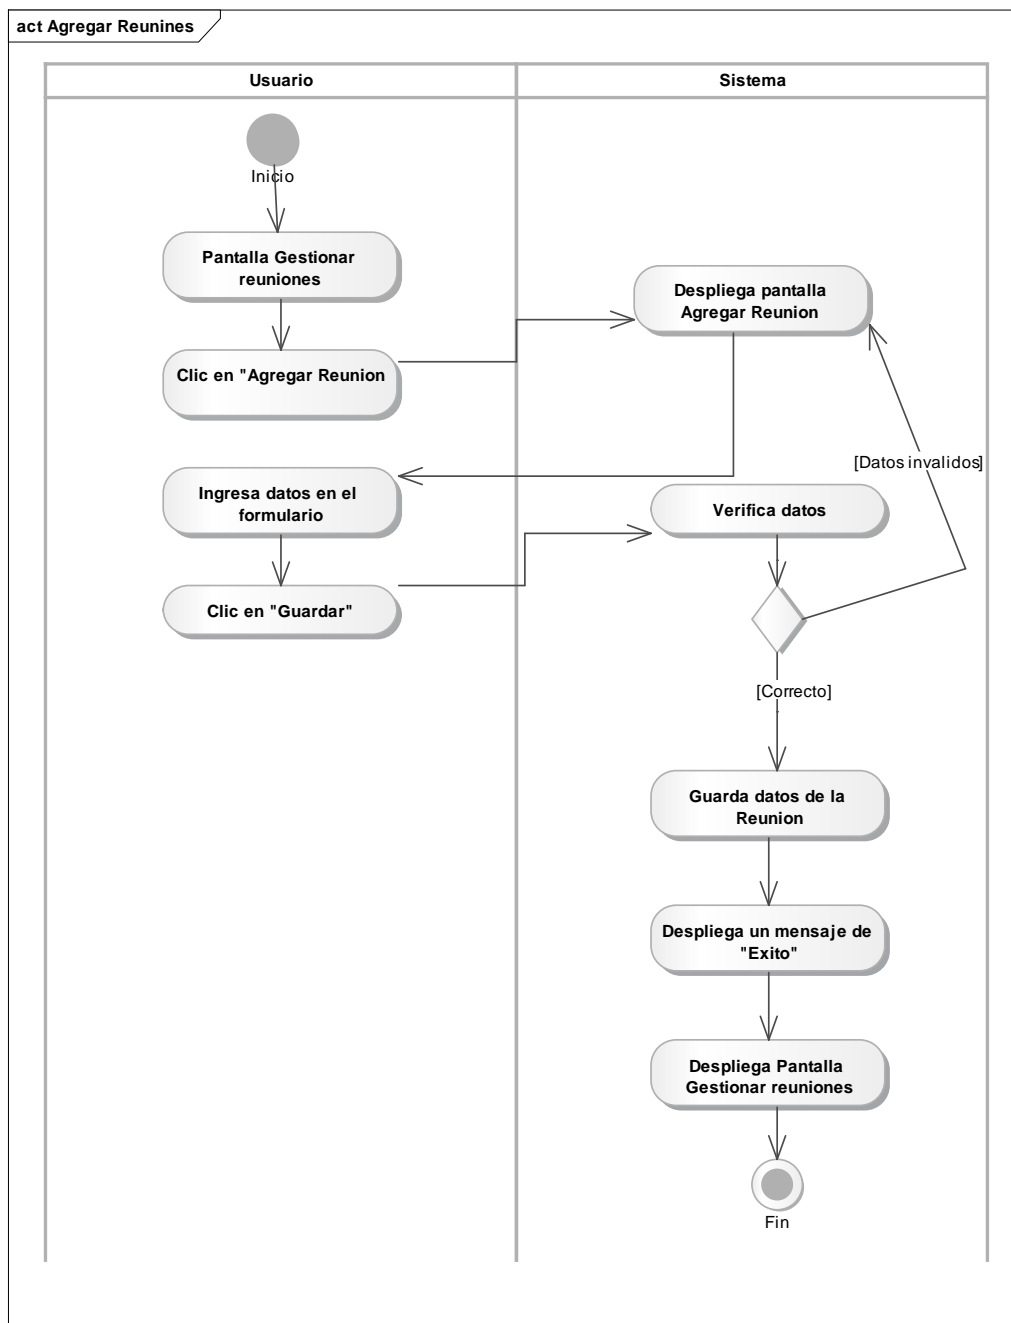 act Agregar Reunines
Usuario
Sistema
Inicio
Pantalla Gestionar
reuniones
Clic en "Agregar Reunion
Despliega pantalla
Agregar Reunion
[Datos invalidos]
Ingresa datos en el
formulario
Clic en "Guardar"
Verifica datos
[Correcto]
Guarda datos de la
Reunion
Despliega un mensaje de
"Exito"
Despliega Pantalla
Gestionar reuniones
Fin